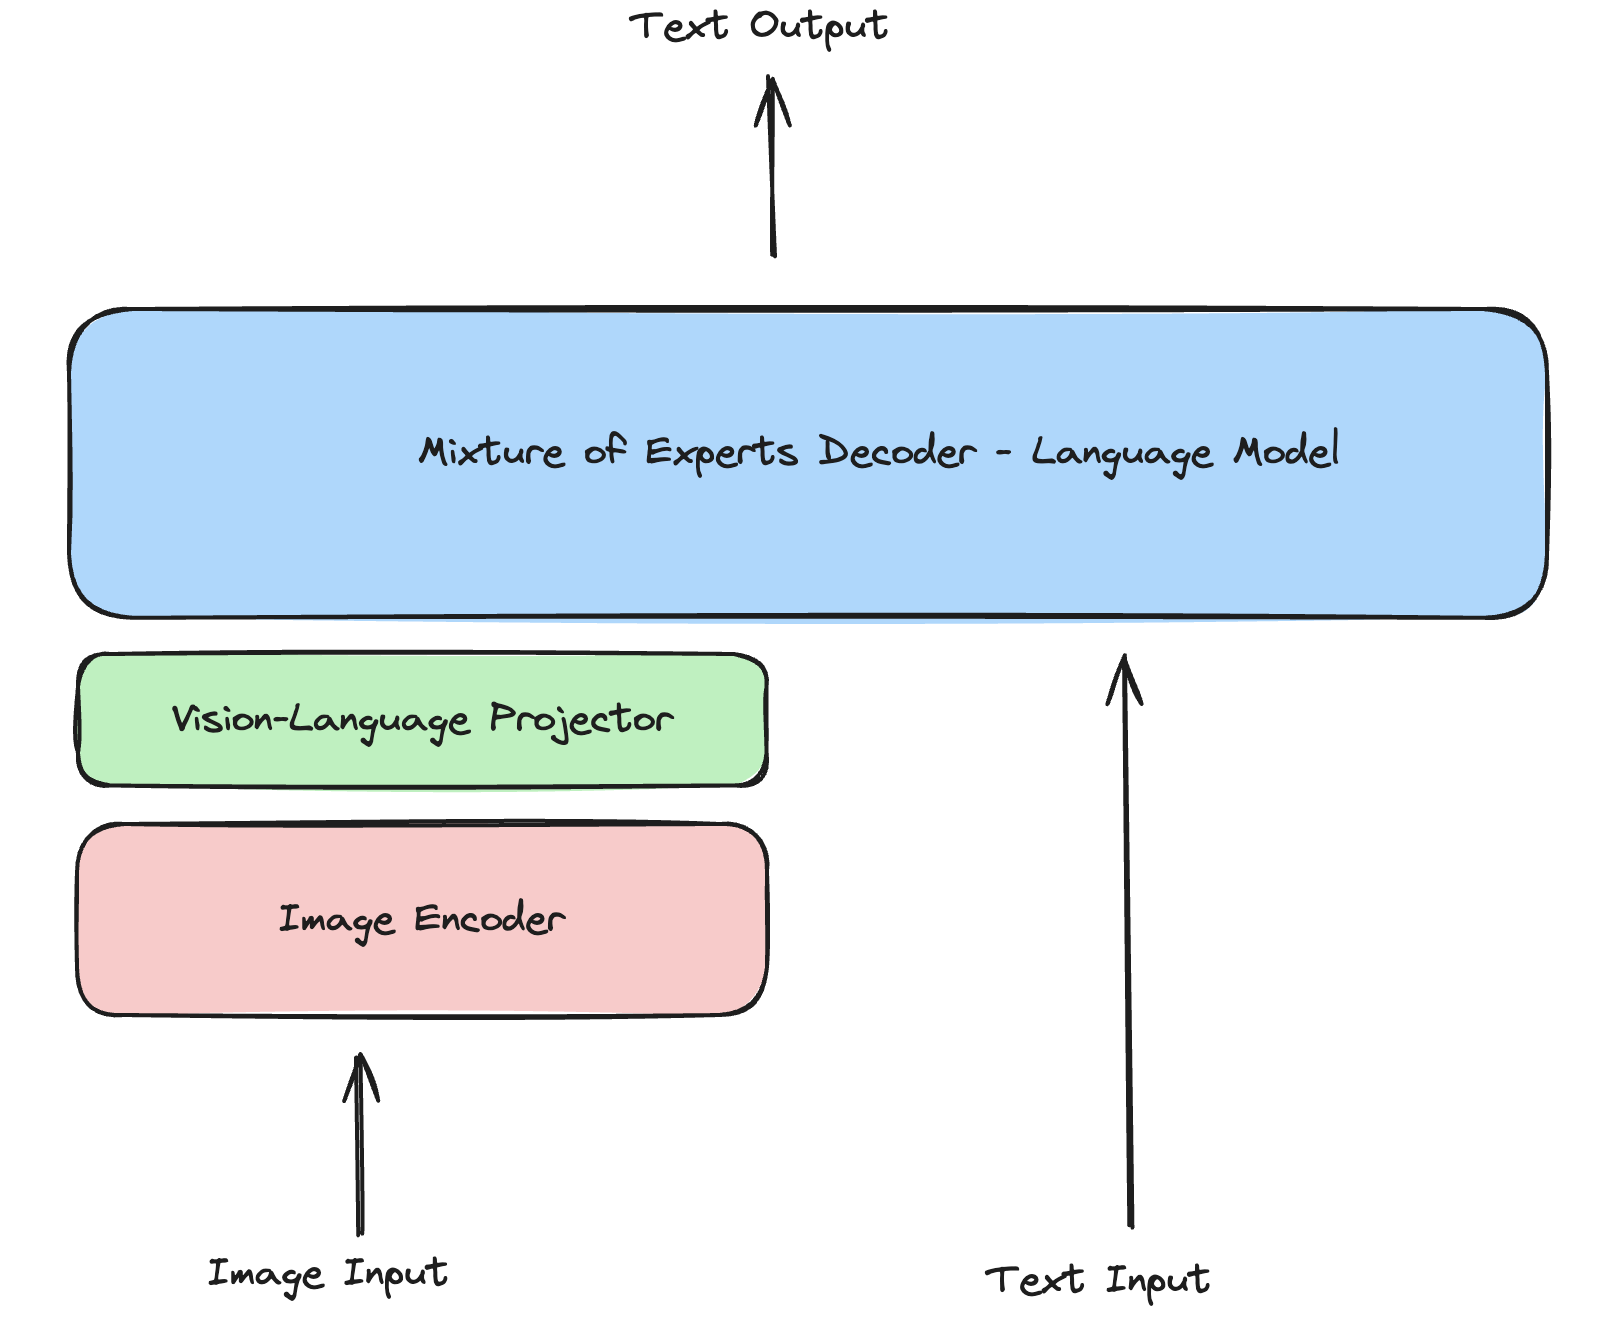 Text Output
Mixture of Experts Decoder - Language Model
Vision-Language Projector
Image Encoder
Image Input
Text Input